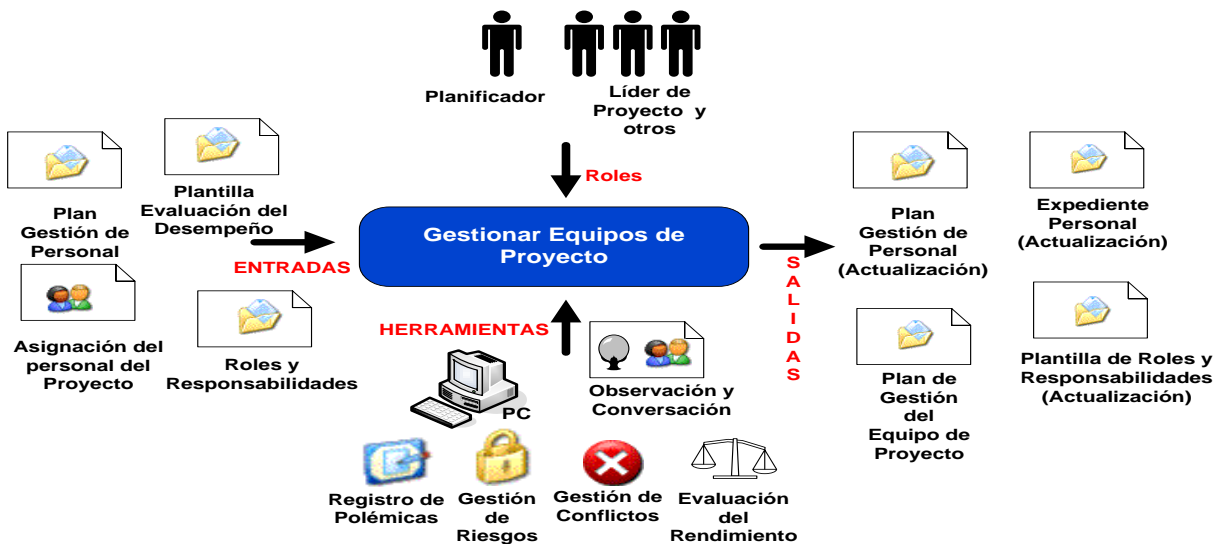 Planificador
Líder de
Proyecto y
otros
Roles
Plan
Gestión de
Personal
Plantilla
Evaluación del
Desempeño
ENTRADAS
Asignación del
personal del
Proyecto
Roles y
Responsabilidades
Gestionar Equipos de
Proyecto
HERRAMIENTAS
PC
Observación y
Conversación
Registro de
Polémicas
Gestión
de
Riesgos
Gestión de
Conflictos
Evaluación
del
Rendimiento
S
A
L
I
D
A
S
Plan
Gestión de
Personal
(Actualización)
Expediente
Personal
(Actualización)
Plan de
Gestión
del
Equipo de
Proyecto
Plantilla de Roles y
Responsabilidades
(Actualización)